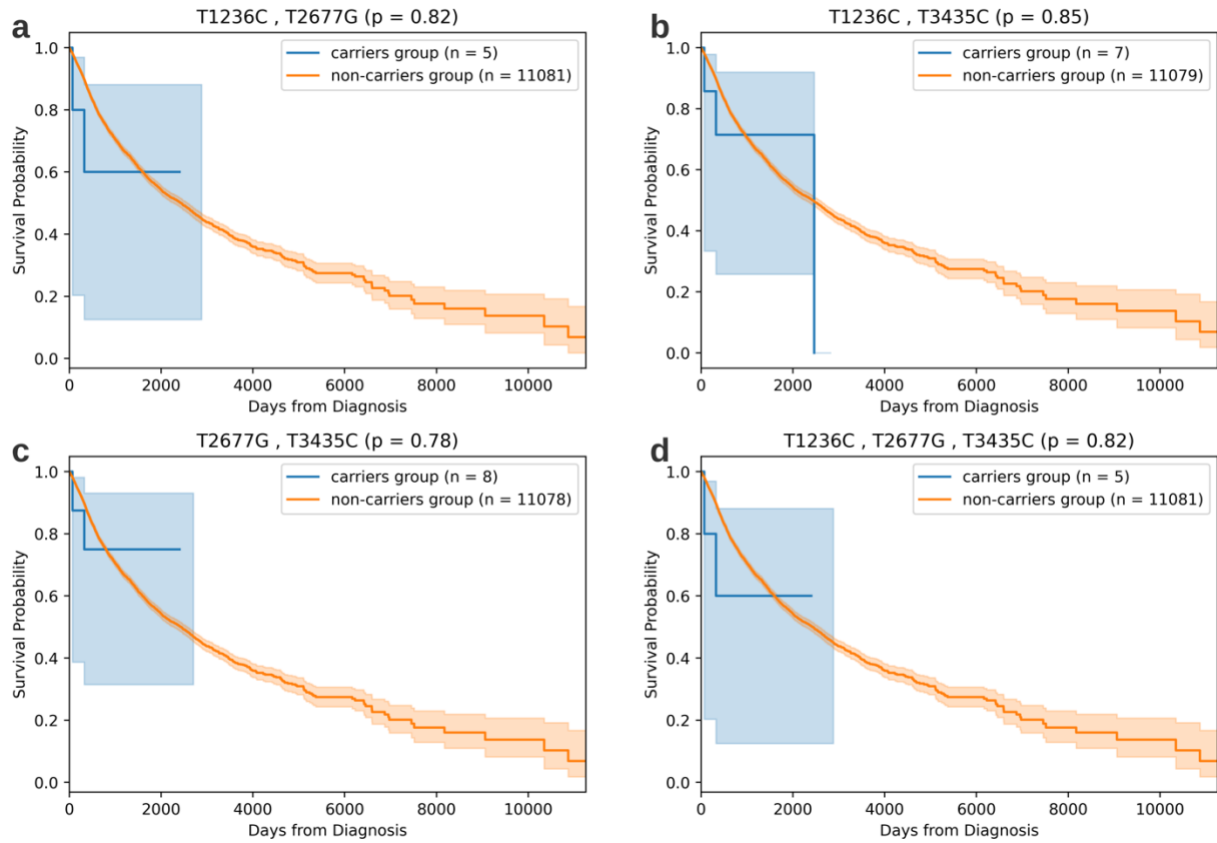 a
T1236C , T2677G (p = 0.82)
carriers group (n = 5)
non-carriers group (n = 11081)
1.0
0.8
0.6
0.4
0.2
0.0
Survival Probability
0 2000 4000 6000 8000 10000
Days from Diagnosis
b
T1236C , T3435C (p = 0.85)
carriers group (n = 7)
non-carriers group (n = 11079)
1.0
0.8
0.6
0.4
0.2
0.0
Survival Probability
0 2000 4000 6000 8000 10000
Days from Diagnosis
c
T2677G , T3435C (p = 0.78)
carriers group (n = 8)
non-carriers group (n = 11078)
1.0
0.8
0.6
0.4
0.2
0.0
Survival Probability
0 2000 4000 6000 8000 10000
Days from Diagnosis
d
T1236C , T2677G , T3435C (p = 0.82)
carriers group (n = 5)
non-carriers group (n = 11081)
1.0
0.8
0.6
0.4
0.2
0.0
Survival Probability
0 2000 4000 6000 8000 10000
Days from Diagnosis